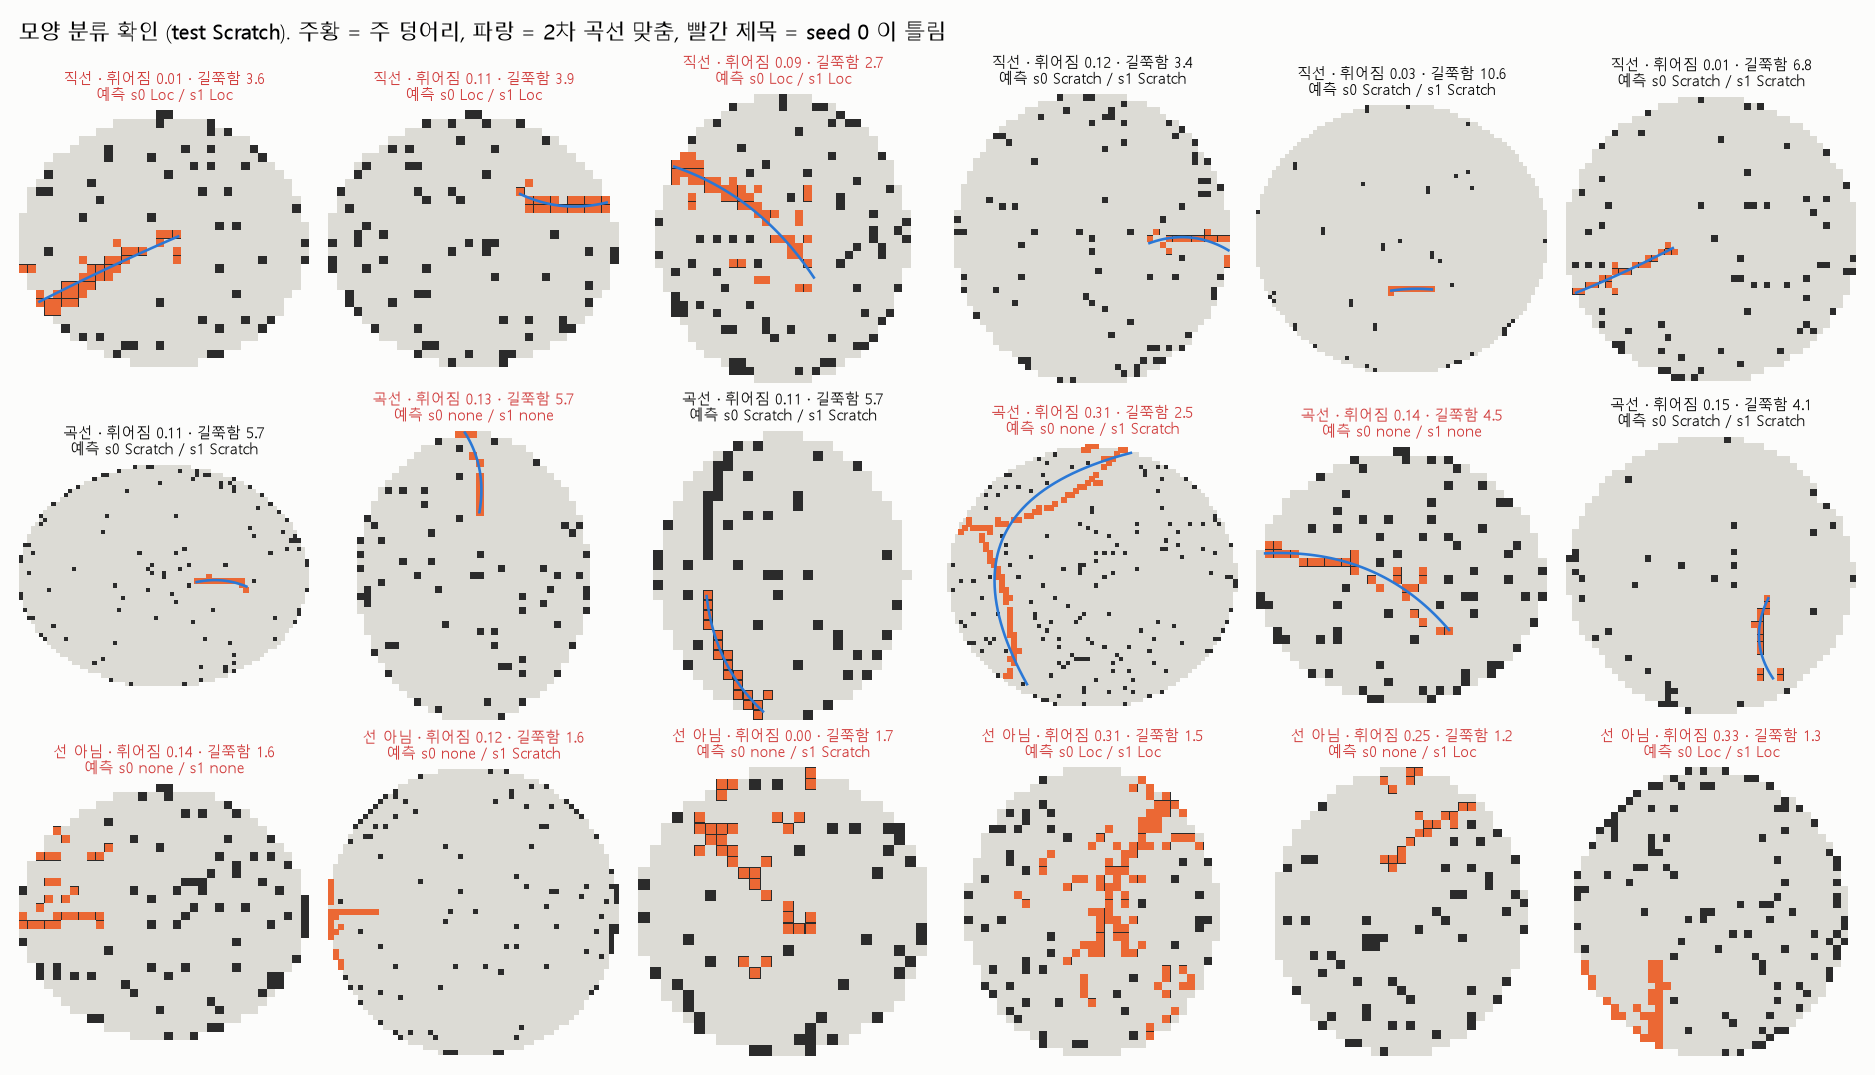 모양 분류 확인 (test Scratch). 주황 = 주 덩어리, 파랑 = 2차 곡선 맞춤, 빨간 제목 = seed 0 이 틀림
직선 · 휘어짐 0.01 · 길쭉함 3.6
예측 s0 Loc / s1 Loc
직선 · 휘어짐 0.11 · 길쭉함 3.9
예측 s0 Loc / s1 Loc
직선 · 휘어짐 0.09 · 길쭉함 2.7
예측 s0 Loc / s1 Loc
직선 · 휘어짐 0.12 · 길쭉함 3.4
예측 s0 Scratch / s1 Scratch
직선 · 휘어짐 0.03 · 길쭉함 10.6
예측 s0 Scratch / s1 Scratch
직선 · 휘어짐 0.01 · 길쭉함 6.8
예측 s0 Scratch / s1 Scratch
곡선 · 휘어짐 0.11 · 길쭉함 5.7
예측 s0 Scratch / s1 Scratch
곡선 · 휘어짐 0.13 · 길쭉함 5.7
예측 s0 none / s1 none
곡선 · 휘어짐 0.11 · 길쭉함 5.7
예측 s0 Scratch / s1 Scratch
곡선 · 휘어짐 0.31 · 길쭉함 2.5
예측 s0 none / s1 Scratch
곡선 · 휘어짐 0.14 · 길쭉함 4.5
예측 s0 none / s1 none
곡선 · 휘어짐 0.15 · 길쭉함 4.1
예측 s0 Scratch / s1 Scratch
선 아님 · 휘어짐 0.14 · 길쭉함 1.6
예측 s0 none / s1 none
선 아님 · 휘어짐 0.12 · 길쭉함 1.6
예측 s0 none / s1 Scratch
선 아님 · 휘어짐 0.00 · 길쭉함 1.7
예측 s0 none / s1 Scratch
선 아님 · 휘어짐 0.31 · 길쭉함 1.5
예측 s0 Loc / s1 Loc
선 아님 · 휘어짐 0.25 · 길쭉함 1.2
예측 s0 none / s1 Loc
선 아님 · 휘어짐 0.33 · 길쭉함 1.3
예측 s0 Loc / s1 Loc